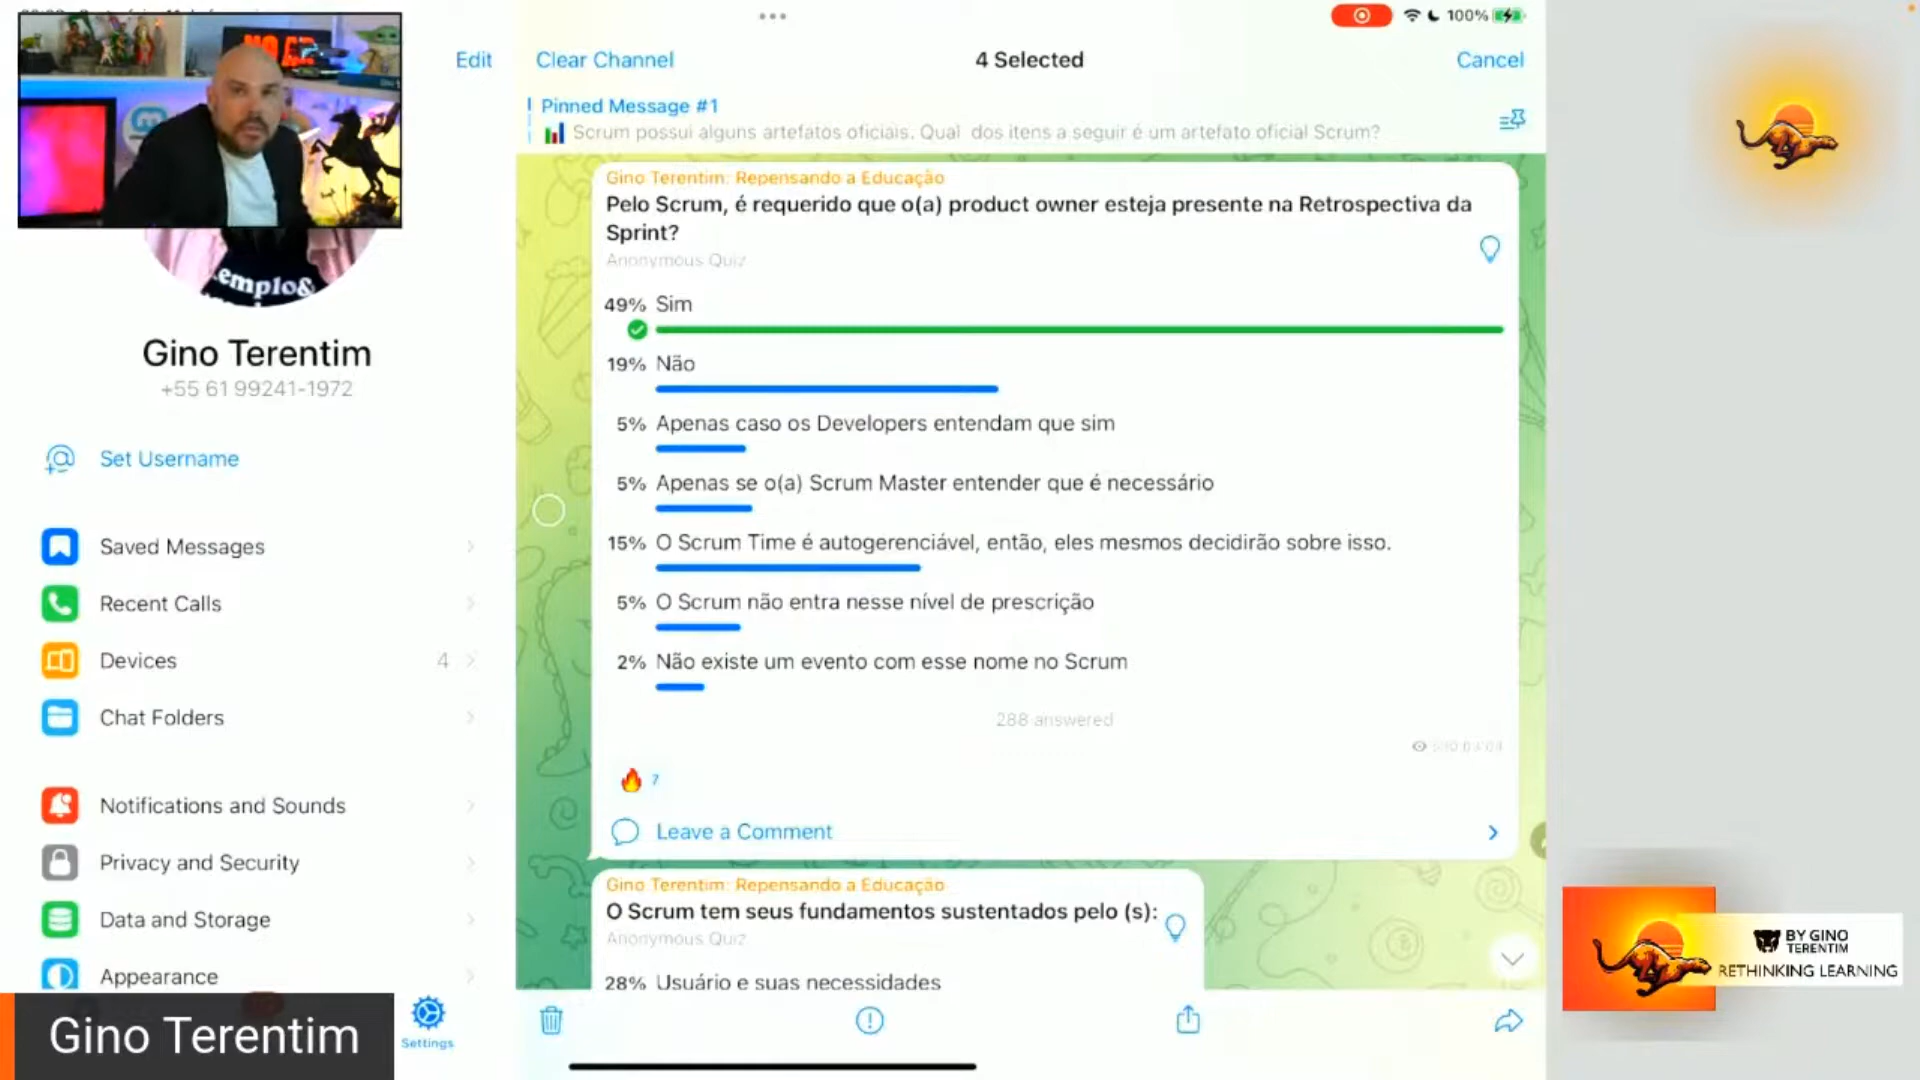 Edit
Clear Channel
4 Selected
100%
Cancel
Pinned Message #1
Scrum possui alguns artefatos oficiais. Qual dos itens a seguir é um artefato oficial Scrum?
Gino Terentim: Repensando a Educação
Pelo Scrum, é requerido que o(a) product owner esteja presente na Retrospectiva da
Sprint?
Anonymous Quiz
49% Sim
19% Não
5% Apenas caso os Developers entendam que sim
5% Apenas se o(a) Scrum Master entender que é necessário
15% O Scrum Time é autogerenciável, então, eles mesmos decidirão sobre isso.
5% O Scrum não entra nesse nível de prescrição
2% Não existe um evento com esse nome no Scrum
288 answered
7
Leave a Comment
Gino Terentim: Repensando a Educação
O Scrum tem seus fundamentos sustentados pelo (s):
Anonymous Quiz
28% Usuário e suas necessidades
emplo&
Gino Terentim
+55 61 99241-1972
Set Username
Saved Messages
Recent Calls
Devices 4
Chat Folders
Notifications and Sounds
Privacy and Security
Data and Storage
Appearance
Settings
Gino Terentim
BY GINO
TERENTIM
RETHINKING LEARNING